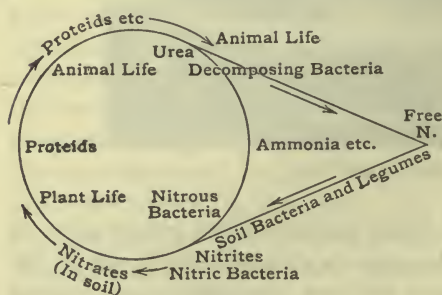 Proteids etc
Animal Life
Urea
Animal Life
Decomposing Bacteria
Free
N.
Proteids
Ammonia etc.
Plant Life
Nitrous
Bacteria
Soil Bacteria and Legumes
Nitrates
(In soil)
Nitrites
Nitric Bacteria